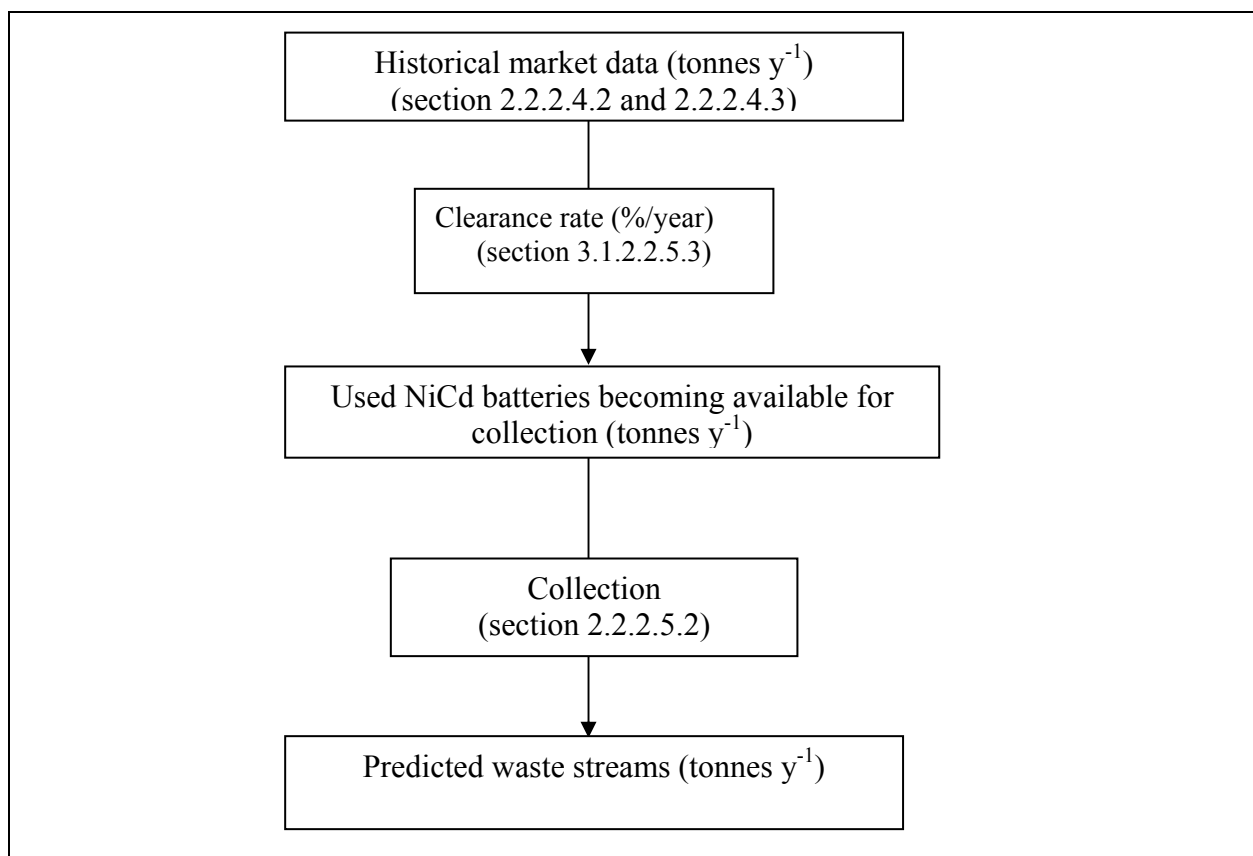 Historical market data (tonnes y⁻¹)
(section 2.2.2.4.2 and 2.2.2.4.3)
Clearance rate (%/year)
(section 3.1.2.2.5.3)
Used NiCd batteries becoming available for
collection (tonnes y⁻¹)
Collection
(section 2.2.2.5.2)
Predicted waste streams (tonnes y⁻¹)